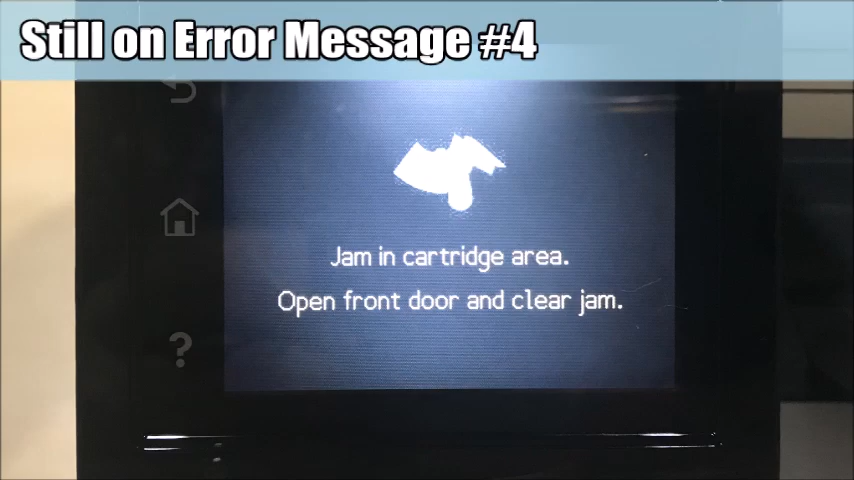 Still on Error Message #4
Jam in cartridge area.
Open front door and clear jam.
?